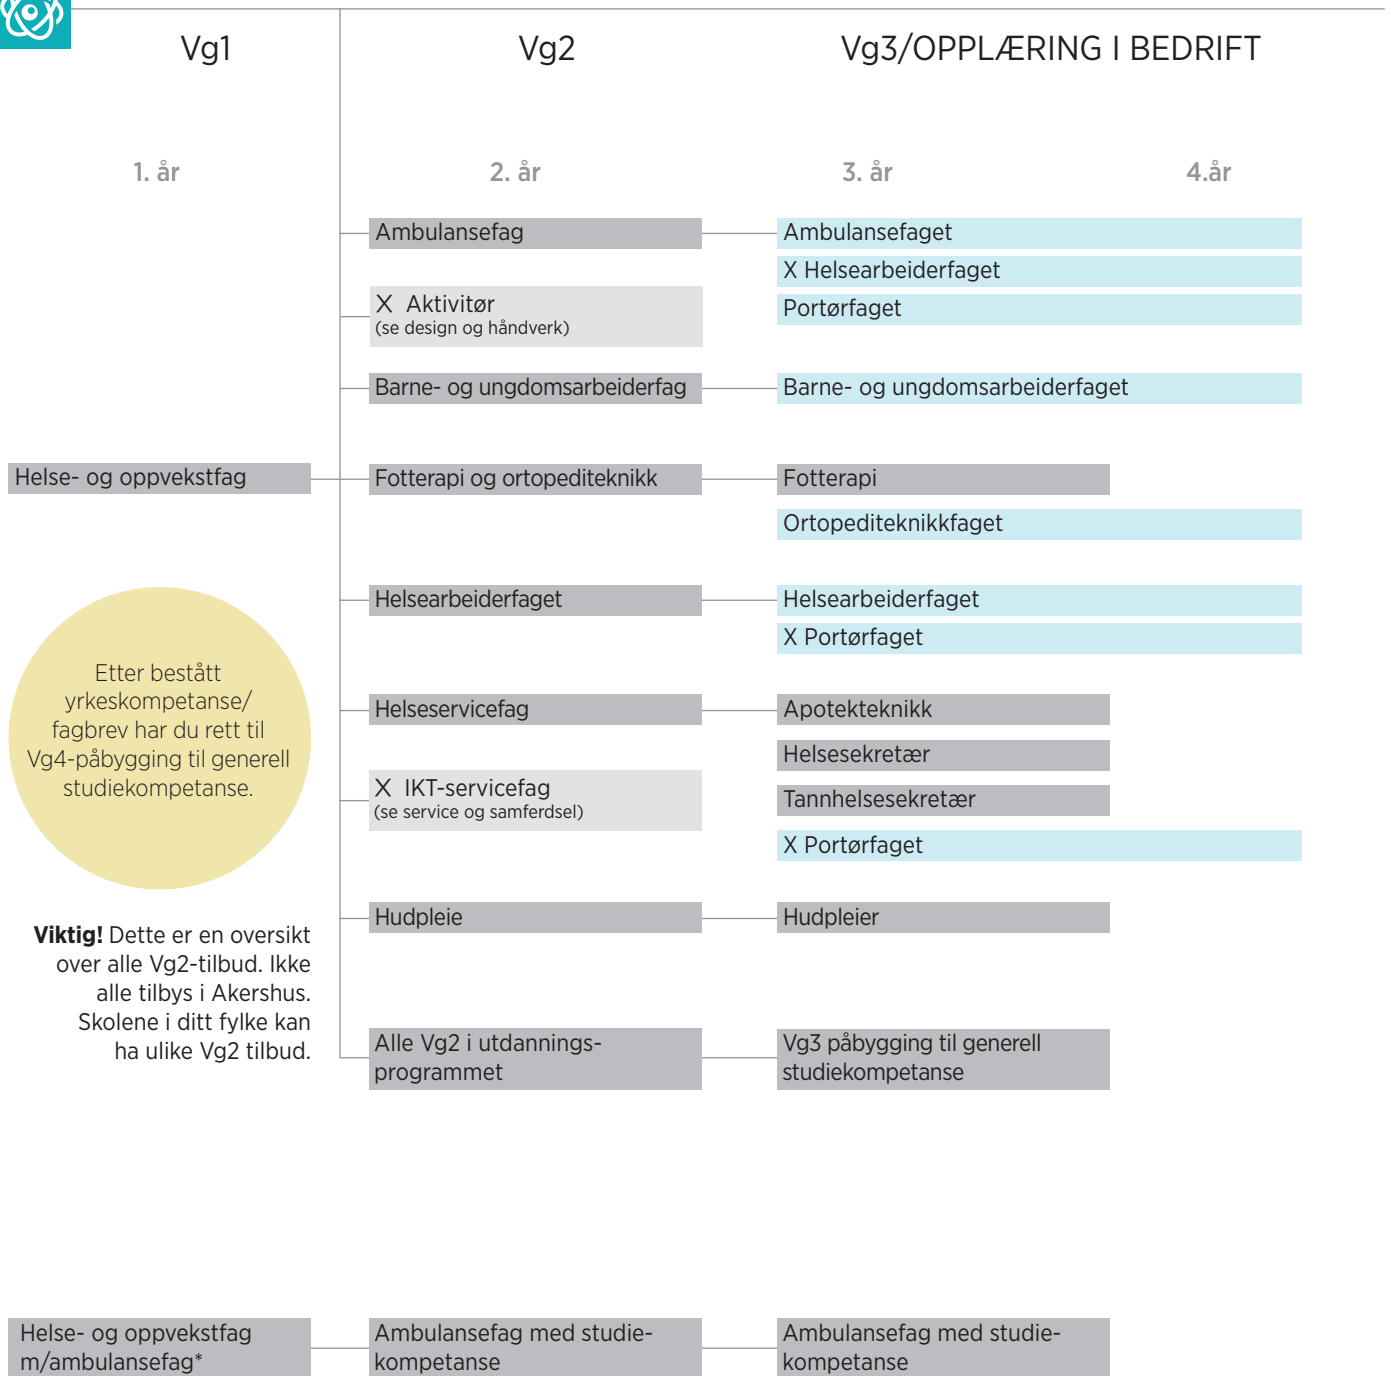 Vg1
Vg2
Vg3/OPPLÆRING I BEDRIFT
1. år
2. år
3. år
4.år
Ambulansefag
Ambulansefaget
X Helsearbeiderfaget
X Aktivitør
(se design og håndverk)
Portørfaget
Barne- og ungdomsarbeiderfag
Barne- og ungdomsarbeiderfaget
Helse- og oppvekstfag
Fotterapi og ortopediteknikk
Fotterapi
Ortopediteknikkfaget
Helsearbeiderfaget
Helsearbeiderfaget
X Portørfaget
Etter bestått
yrkeskompetanse/
fagbrev har du rett til
Vg4-påbygging til generell
studiekompetanse.
Helseservicefag
Apotekteknikk
Helsesekretær
X IKT-servicefag
(se service og samferdsel)
Tannhelsesekretær
X Portørfaget
Hudpleie
Hudpleier
Viktig! Dette er en oversikt
over alle Vg2-tilbud. Ikke
alle tilbys i Akershus.
Skolene i ditt fylke kan
ha ulike Vg2 tilbud.
Alle Vg2 i utdannings-
programmet
Vg3 påbygging til generell
studiekompetanse
Helse- og oppvekstfag
m/ambulansefag*
Ambulansefag med studie-
kompetanse
Ambulansefag med studie-
kompetanse